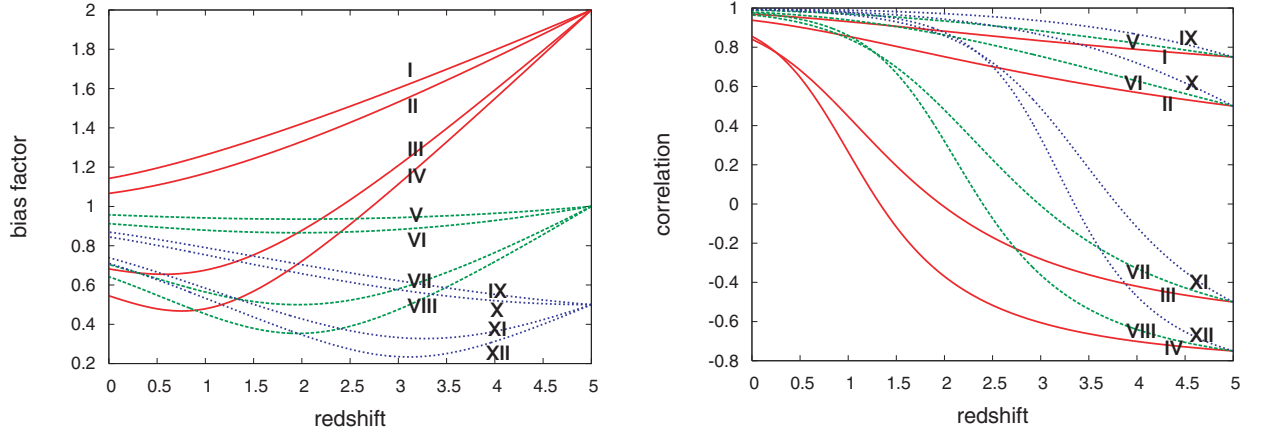 2
1.8
1.6
1.4
1.2
1
0.8
0.6
0.4
0.2
bias factor
I
II
III
IV
V
VI
VII
VIII
IX
X
XI
XII
0 0.5 1 1.5 2 2.5 3 3.5 4 4.5 5
redshift
1
0.8
0.6
0.4
0.2
0
-0.2
-0.4
-0.6
-0.8
correlation
IX
V
I
VI
X
II
VII
XI
III
VIII
XII
IV
0 0.5 1 1.5 2 2.5 3 3.5 4 4.5 5
redshift